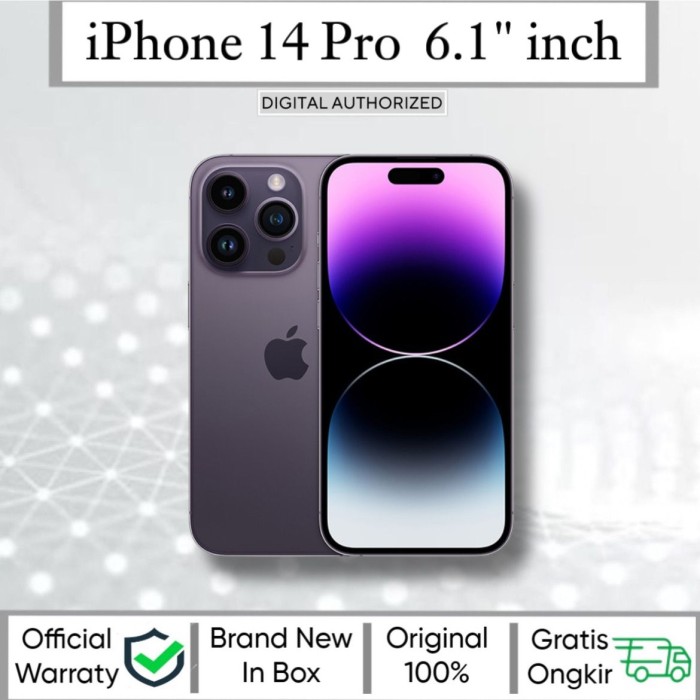 iPhone 14 Pro 6.1" inch
DIGITAL AUTHORIZED
Official
Warraty
Brand New
In Box
Original
100%
Gratis
Ongkir